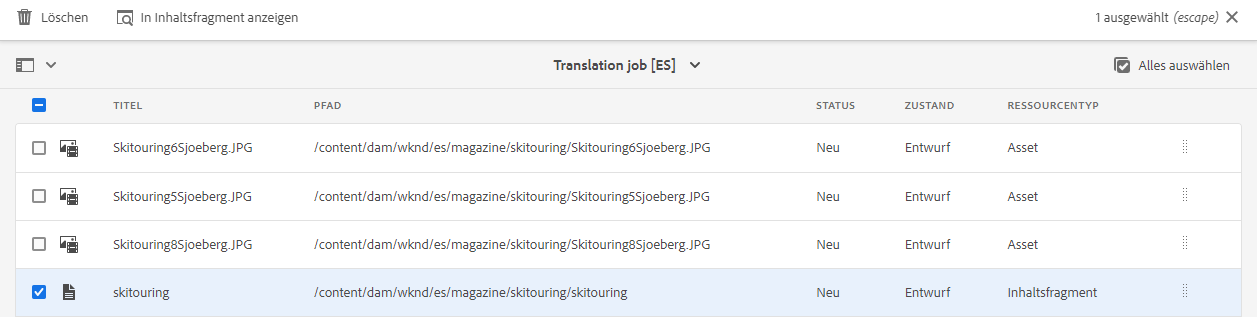 Löschen In Inhaltsfragment anzeigen 1 ausgewählt (escape)
Translation job [ES] Alles auswählen
TITEL PFAD STATUS ZUSTAND RESSOURCENTYP
Skitouring6Sjoeberg.JPG /content/dam/wknd/es/magazine/skitouring/Skitouring6Sjoeberg.JPG Neu Entwurf Asset
Skitouring5Sjoeberg.JPG /content/dam/wknd/es/magazine/skitouring/Skitouring5Sjoeberg.JPG Neu Entwurf Asset
Skitouring8Sjoeberg.JPG /content/dam/wknd/es/magazine/skitouring/Skitouring8Sjoeberg.JPG Neu Entwurf Asset
skitouring /content/dam/wknd/es/magazine/skitouring/skitouring Neu Entwurf Inhaltsfragment